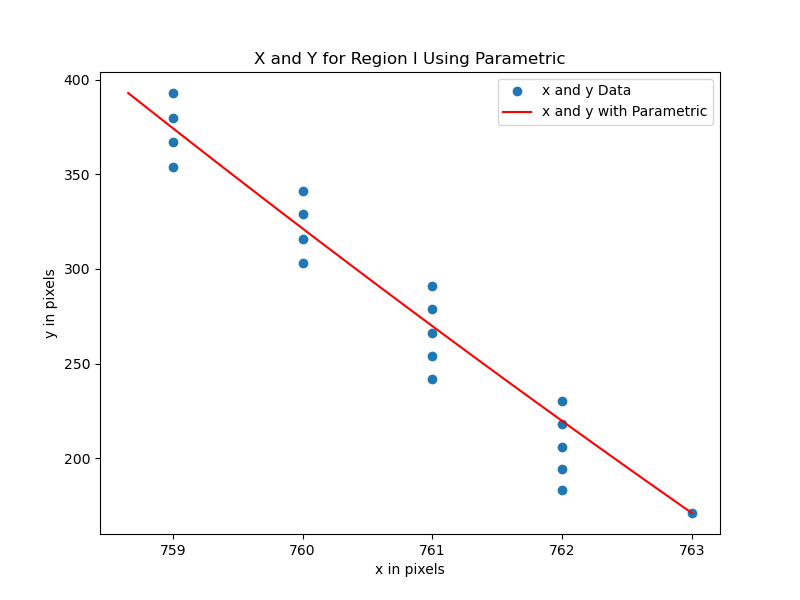 X and Y for Region I Using Parametric
x and y Data
x and y with Parametric
400
350
300
250
200
y in pixels
759 760 761 762 763
x in pixels